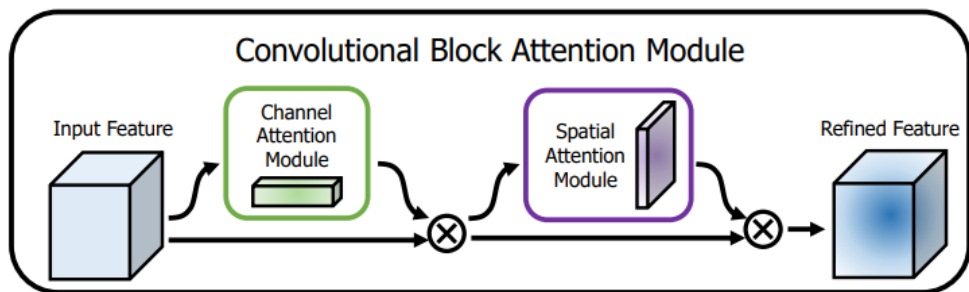 Convolutional Block Attention Module
Input Feature
Channel
Attention
Module
Spatial
Attention
Module
Refined Feature